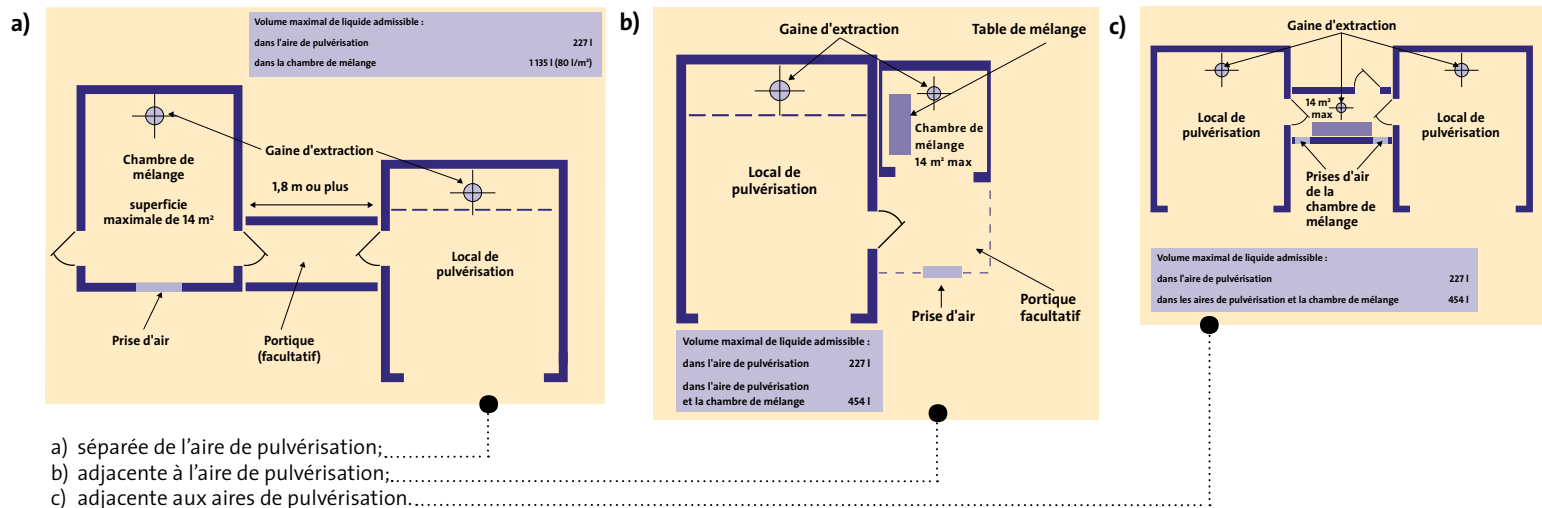 a)
Volume maximal de liquide admissible :
dans l'aire de pulvérisation 227 l
dans la chambre de mélange 1 135 l (80 l/m²)
Chambre de
mélange
superficie
maximale de 14 m²
Gaine d'extraction
1,8 m ou plus
Local de
pulvérisation
Prise d'air
Portique
(facultatif)
b)
Gaine d'extraction
Table de mélange
Chambre de
mélange
14 m² max
Local de
pulvérisation
Prise d'air
Portique
facultatif
Volume maximal de liquide admissible :
dans l'aire de pulvérisation 227 l
dans l'aire de pulvérisation
et la chambre de mélange 454 l
c)
Gaine d'extraction
14 m²
max
Local de
pulvérisation
Local de
pulvérisation
Prises d'air
de la
chambre de
mélange
Volume maximal de liquide admissible :
dans l'aire de pulvérisation 227 l
dans les aires de pulvérisation et la chambre de mélange 454 l
a) séparée de l’aire de pulvérisation;
b) adjacente à l’aire de pulvérisation;
c) adjacente aux aires de pulvérisation.